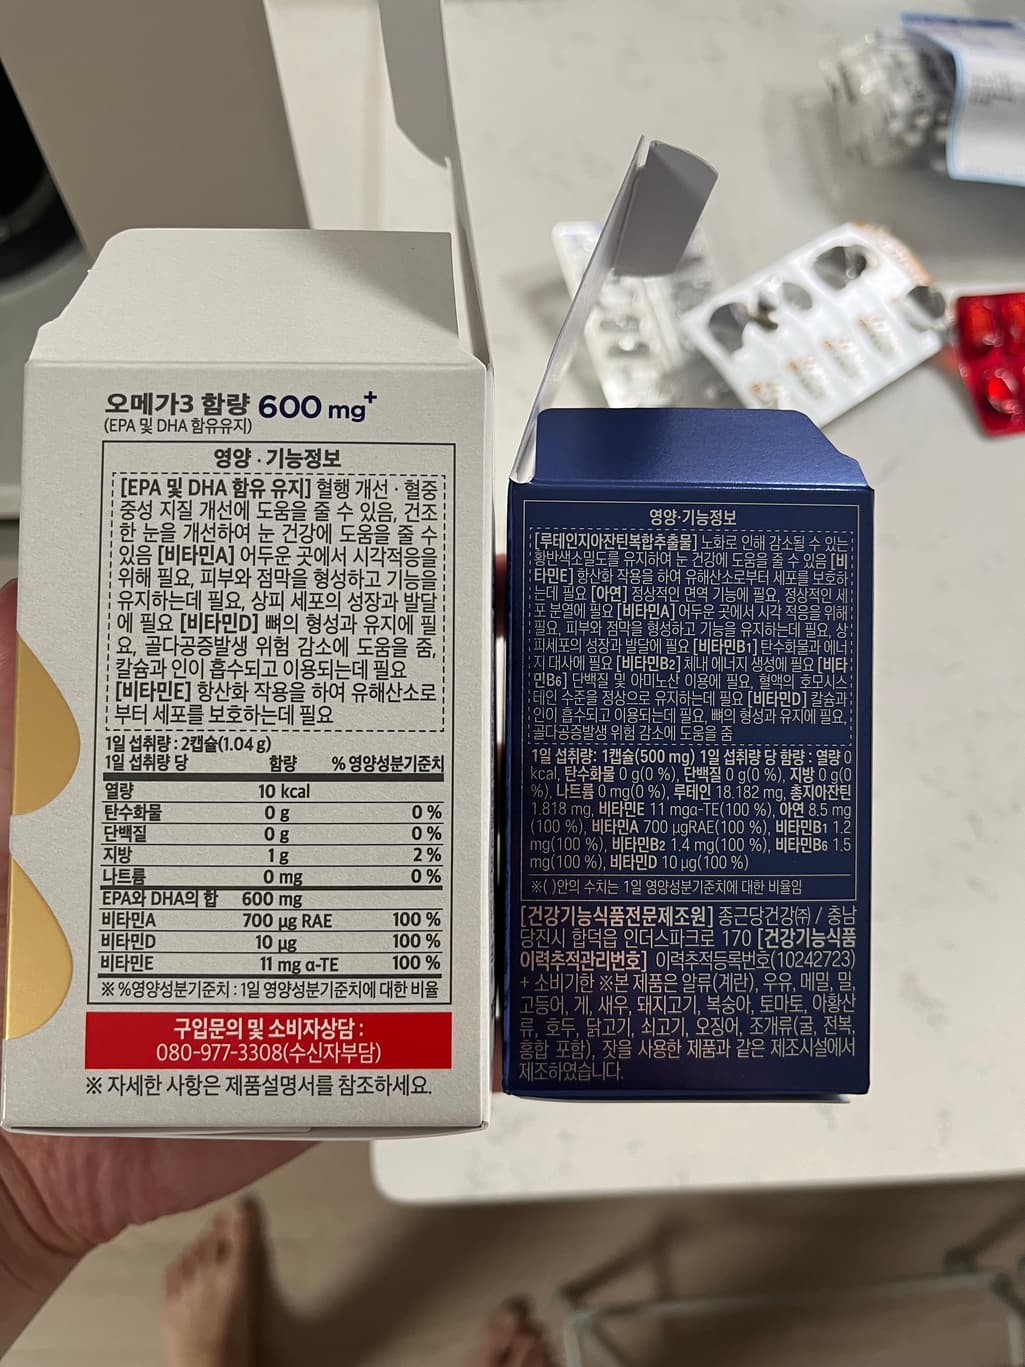 오메가3 함량 600 mg+
(EPA 및 DHA 함유유지)
영양·기능정보
[EPA 및 DHA 함유 유지] 혈행 개선·혈중
중성 지질 개선에 도움을 줄 수 있음, 건조
한 눈을 개선하여 눈 건강에 도움을 줄 수
있음 [비타민A] 어두운 곳에서 시각적응을
위해 필요, 피부와 점막을 형성하고 기능을
유지하는데 필요, 상피 세포의 성장과 발달
에 필요 [비타민D] 뼈의 형성과 유지에 필
요, 골다공증발생 위험 감소에 도움을 줌,
칼슘과 인이 흡수되고 이용되는데 필요
[비타민E] 항산화 작용을 하여 유해산소로
부터 세포를 보호하는데 필요
1일 섭취량 : 2캡슐(1.04 g)
1일 섭취량 당 함량 % 영양성분기준치
열량 10 kcal
탄수화물 0 g 0 %
단백질 0 g 0 %
지방 1 g 2 %
나트륨 0 mg 0 %
EPA와 DHA의 합 600 mg
비타민A 700 μg RAE 100 %
비타민D 10 μg 100 %
비타민E 11 mg α-TE 100 %
※ %영양성분기준치 : 1일 영양성분기준치에 대한 비율
구입문의 및 소비자상담 :
080-977-3308(수신자부담)
※ 자세한 사항은 제품설명서를 참조하세요.
영양·기능정보
[루테인지아잔틴복합추출물] 노화로 인해 감소될 수 있는
황반색소밀도를 유지하여 눈 건강에 도움을 줄 수 있음 [비
타민E] 항산화 작용을 하여 유해산소로부터 세포를 보호하
는데 필요 [아연] 정상적인 면역 기능에 필요, 정상적인 세
포 분열에 필요 [비타민A] 어두운 곳에서 시각 적응을 위해
필요, 피부와 점막을 형성하고 기능을 유지하는데 필요, 상
피세포의 성장과 발달에 필요 [비타민B1] 탄수화물과 에너
지 대사에 필요 [비타민B2] 체내 에너지 생성에 필요 [비타
민B6] 단백질 및 아미노산 이용에 필요, 혈액의 호모시스
테인 수준을 정상으로 유지하는데 필요 [비타민D] 칼슘과
인이 흡수되고 이용되는데 필요, 뼈의 형성과 유지에 필요,
골다공증발생 위험 감소에 도움을 줌
1일 섭취량: 1캡슐(500 mg) 1일 섭취량 당 함량 : 열량 0
kcal, 탄수화물 0 g(0 %), 단백질 0 g(0 %), 지방 0 g(0
%), 나트륨 0 mg(0 %), 루테인 18.182 mg, 총지아잔틴
1.818 mg, 비타민E 11 mgα-TE(100 %), 아연 8.5 mg
(100 %), 비타민A 700 μgRAE(100 %), 비타민B1 1.2
mg(100 %), 비타민B2 1.4 mg(100 %), 비타민B6 1.5
mg(100 %), 비타민D 10 μg(100 %)
※( )안의 수치는 1일 영양성분기준치에 대한 비율임
[건강기능식품전문제조원] 종근당건강㈜ / 충남
당진시 합덕읍 인더스파크로 170 [건강기능식품
이력추적관리번호] 이력추적등록번호(10242723)
+ 소비기한 ※본 제품은 알류(계란), 우유, 메밀, 밀,
고등어, 게, 새우, 돼지고기, 복숭아, 토마토, 아황산
류, 호두, 닭고기, 쇠고기, 오징어, 조개류(굴, 전복,
홍합 포함), 잣을 사용한 제품과 같은 제조시설에서
제조하였습니다.